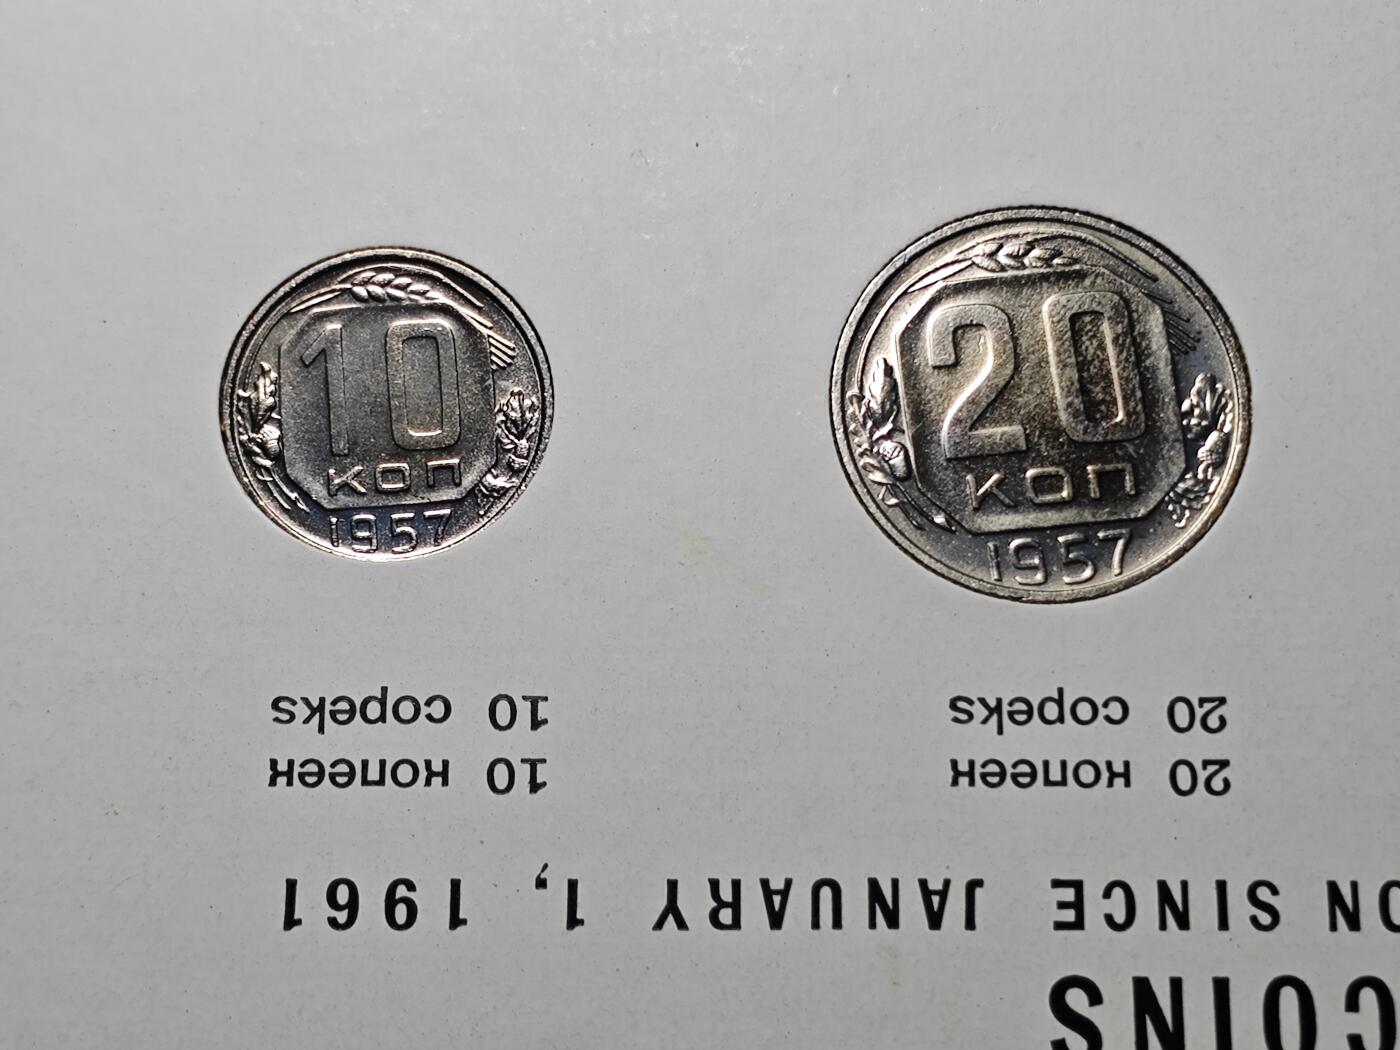 10
КОП
1957
20
КОП
1957
COINS
ON SINCE JANUARY 1, 1961
20 копеек
20 copeks
10 копеек
10 copeks